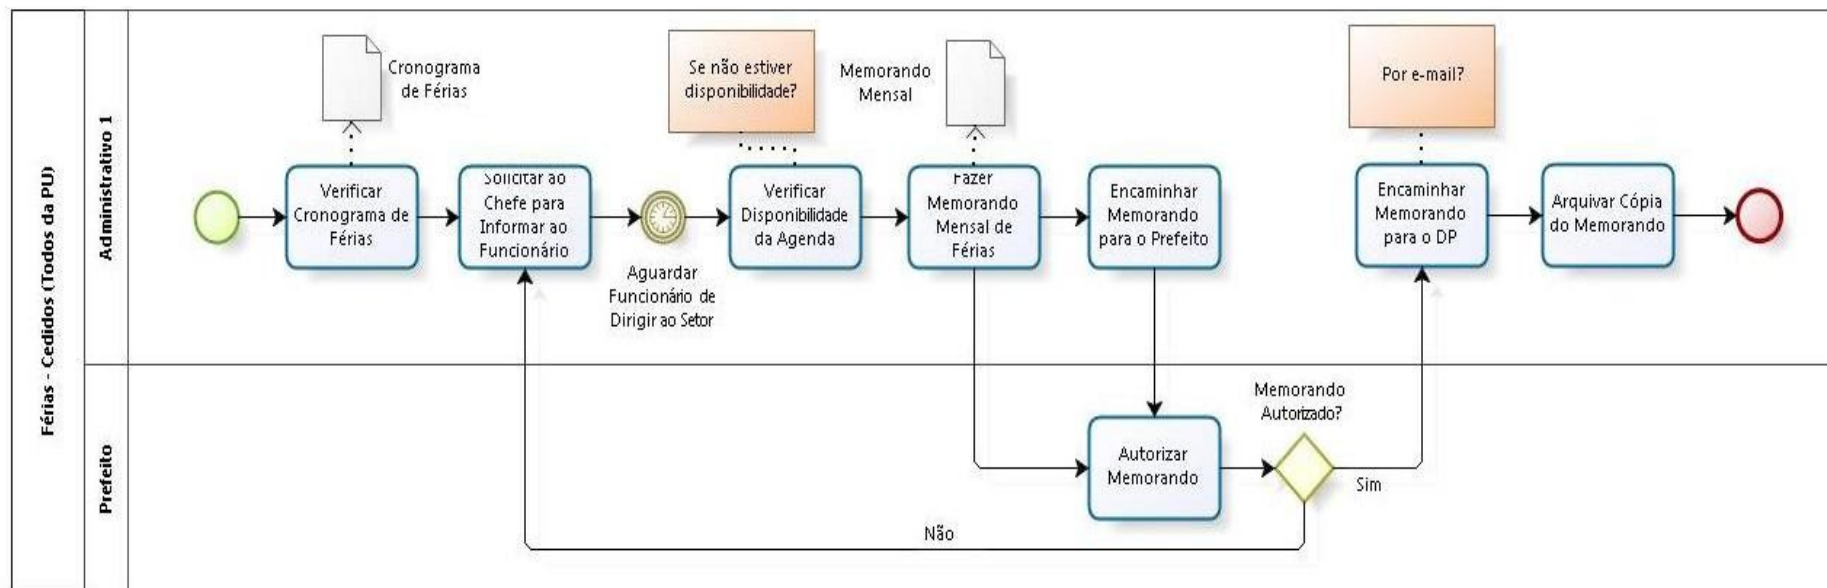 Férias - Cedidos (Todos da PU)
Administrativo 1
Cronograma
de Férias
Se não estiver
disponibilidade?
Memorando
Mensal
Por e-mail?
Verificar
Cronograma de
Férias
Solicitar ao
Chefe para
Informar ao
Funcionário
Aguardar
Funcionário de
Dirigir ao Setor
Verificar
Disponibilidade
da Agenda
Fazer
Memorando
Mensal de
Férias
Encaminhar
Memorando
para o Prefeito
Encaminhar
Memorando
para o DP
Arquivar Cópia
do Memorando
Prefeito
Autorizar
Memorando
Memorando
Autorizado?
Sim
Não